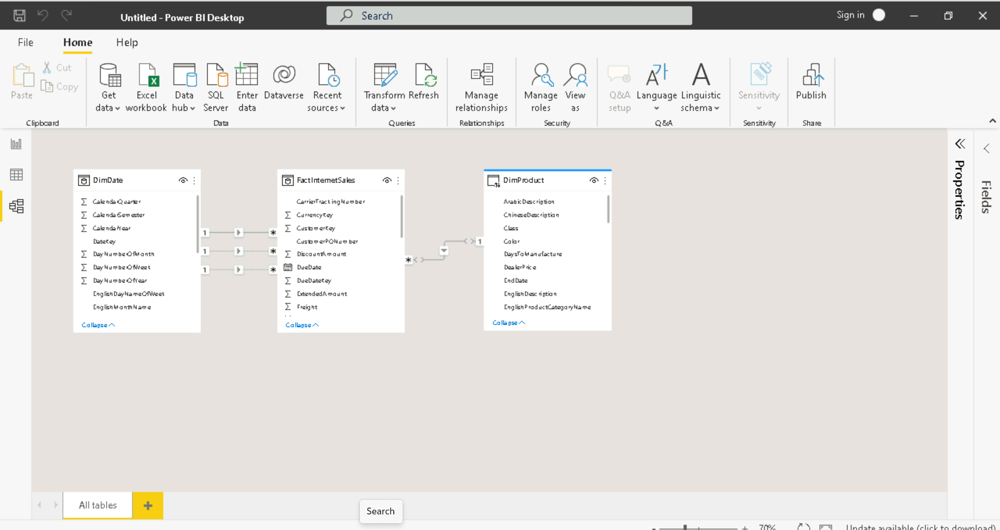 Untitled - Power BI Desktop
Search
Sign in
File
Home
Help
Paste
Cut
Copy
Get data
Excel workbook
Data hub
SQL Server
Enter data
Dataverse
Recent sources
Transform data
Refresh
Manage relationships
Manage roles
View as
Q&A setup
Language
Linguistic schema
Sensitivity
Publish
Clipboard
Data
Queries
Relationships
Security
Q&A
Sensitivity
Share
DimDate
CalendarQuarter
CalendarSemester
CalendarYear
DateKey
DayNumberOfMonth
DayNumberOfWeek
DayNumberOfYear
EnglishDayNameOfWeek
EnglishMonthName
Collapse
1
*
1
*
1
*
FactInternetSales
CarrierTrackingNumber
CurrencyKey
CustomerKey
CustomerPONumber
DiscountAmount
DueDate
DueDateKey
ExtendedAmount
Freight
Collapse
*
1
DimProduct
ArabicDescription
ChineseDescription
Class
Color
DaysToManufacture
DealerPrice
EndDate
EnglishDescription
EnglishProductCategoryName
Collapse
Properties
Fields
All tables
Search
70%
Update available (click to download)